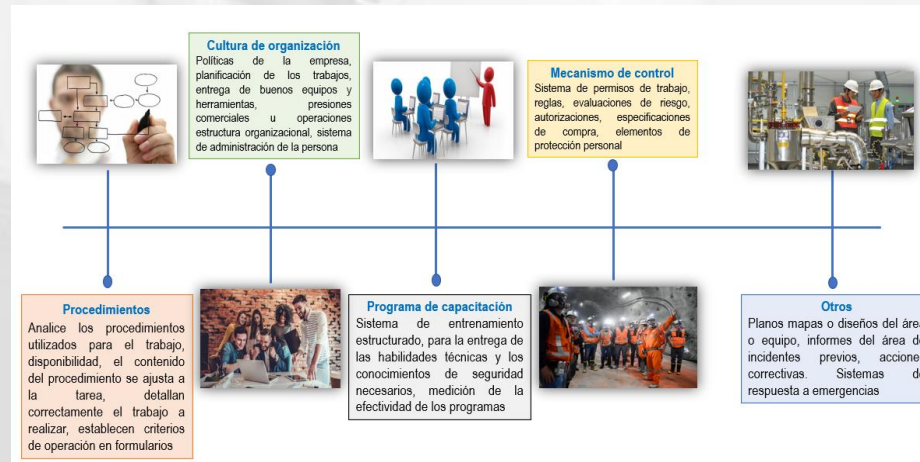 Cultura de organización
Políticas de la empresa,
planificación de los trabajos,
entrega de buenos equipos y
herramientas, presiones
comerciales u operaciones
estructura organizacional, sistema
de administración de la persona
Mecanismo de control
Sistema de permisos de trabajo,
reglas, evaluaciones de riesgo,
autorizaciones, especificaciones
de compra, elementos de
protección personal
Procedimientos
Analice los procedimientos
utilizados para el trabajo,
disponibilidad, el contenido
del procedimiento se ajusta a
la tarea, detallan
correctamente el trabajo a
realizar, establecen criterios
de operación en formularios
Programa de capacitación
Sistema de entrenamiento
estructurado, para la entrega de
las habilidades técnicas y los
conocimientos de seguridad
necesarios, medición de la
efectividad de los programas
Otros
Planos mapas o diseños del área
o equipo, informes del área de
incidentes previos, acciones
correctivas. Sistemas de
respuesta a emergencias